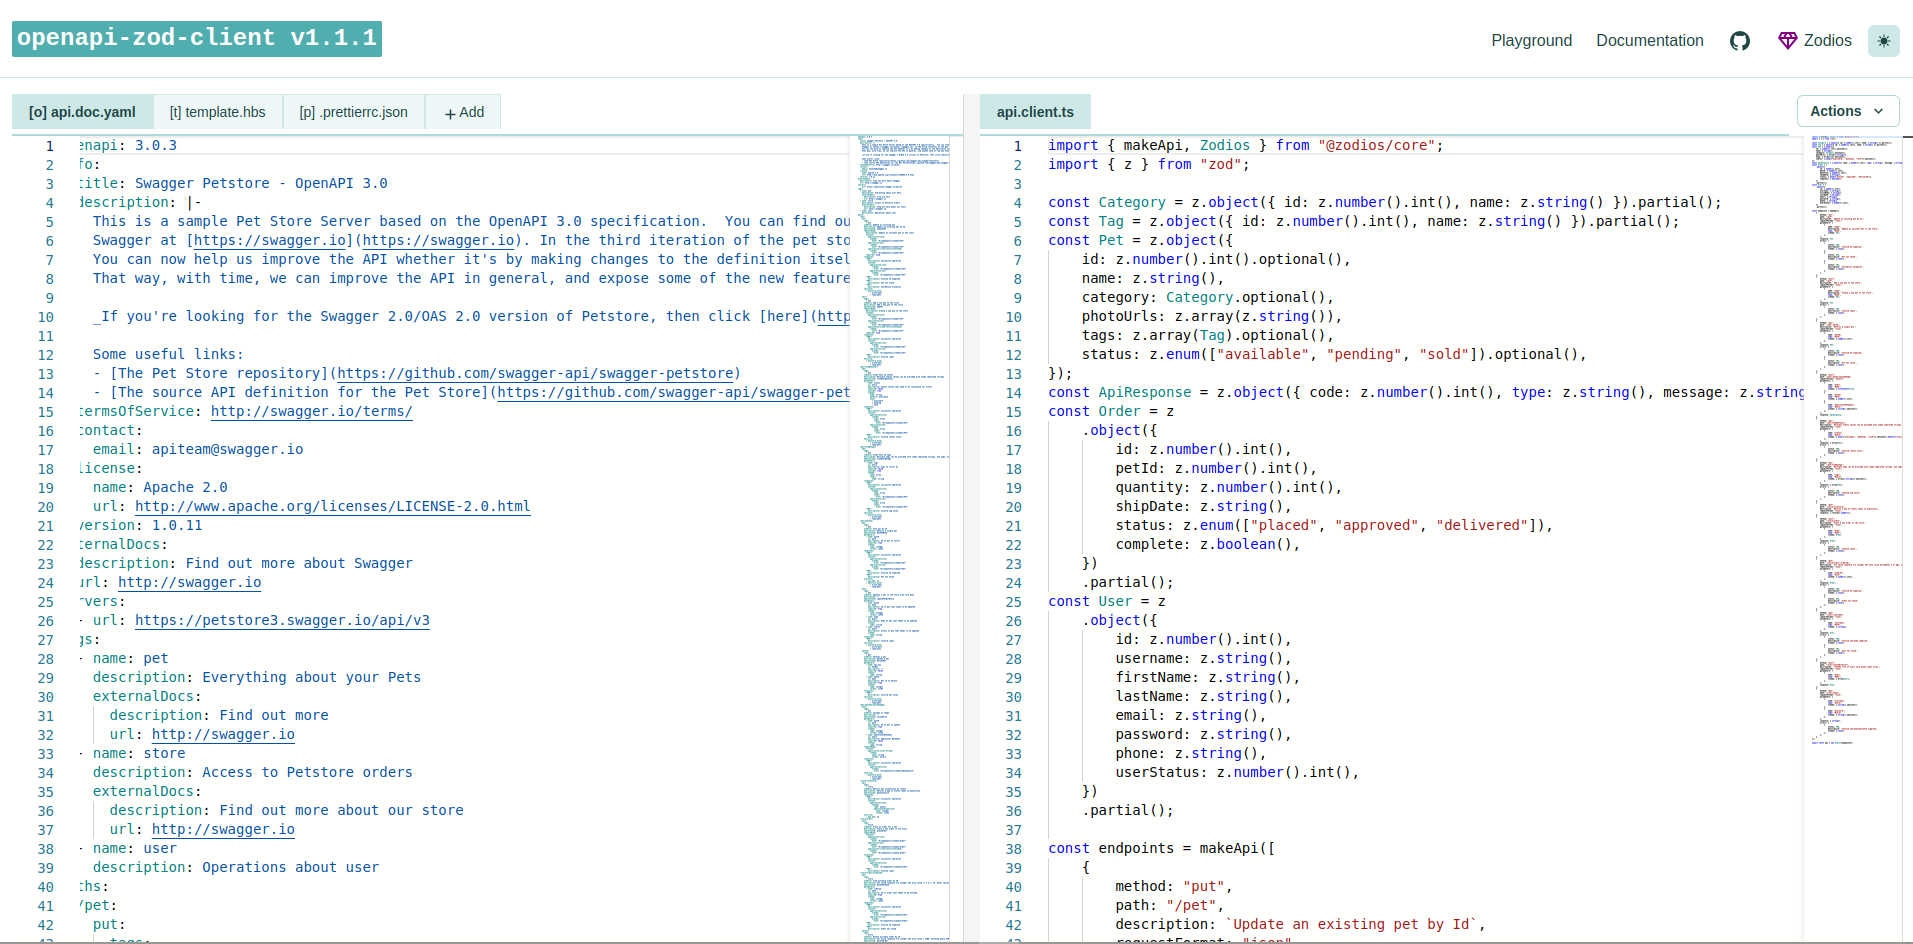 openapi-zod-client v1.1.1
Playground
Documentation
Zodios
[o] api.doc.yaml
[t] template.hbs
[p] .prettierrc.json
+ Add
api.client.ts
Actions
1 enapi: 3.0.3
2 fo:
3 title: Swagger Petstore - OpenAPI 3.0
4 description: |-
5 This is a sample Pet Store Server based on the OpenAPI 3.0 specification.  You can find ou
6 Swagger at [https://swagger.io](https://swagger.io). In the third iteration of the pet sto
7 You can now help us improve the API whether it's by making changes to the definition itsel
8 That way, with time, we can improve the API in general, and expose some of the new feature
9
10 _If you're looking for the Swagger 2.0/OAS 2.0 version of Petstore, then click [here](http
11
12 Some useful links:
13 - [The Pet Store repository](https://github.com/swagger-api/swagger-petstore)
14 - [The source API definition for the Pet Store](https://github.com/swagger-api/swagger-pet
15 termsOfService: http://swagger.io/terms/
16 contact:
17 email: apiteam@swagger.io
18 license:
19 name: Apache 2.0
20 url: http://www.apache.org/licenses/LICENSE-2.0.html
21 version: 1.0.11
22 ternalDocs:
23 description: Find out more about Swagger
24 url: http://swagger.io
25 rvers:
26 - url: https://petstore3.swagger.io/api/v3
27 gs:
28 - name: pet
29 description: Everything about your Pets
30 externalDocs:
31 description: Find out more
32 url: http://swagger.io
33 - name: store
34 description: Access to Petstore orders
35 externalDocs:
36 description: Find out more about our store
37 url: http://swagger.io
38 - name: user
39 description: Operations about user
40 ths:
41 /pet:
42 put:
43 tags:
1 import { makeApi, Zodios } from "@zodios/core";
2 import { z } from "zod";
3
4 const Category = z.object({ id: z.number().int(), name: z.string() }).partial();
5 const Tag = z.object({ id: z.number().int(), name: z.string() }).partial();
6 const Pet = z.object({
7 id: z.number().int().optional(),
8 name: z.string(),
9 category: Category.optional(),
10 photoUrls: z.array(z.string()),
11 tags: z.array(Tag).optional(),
12 status: z.enum(["available", "pending", "sold"]).optional(),
13 });
14 const ApiResponse = z.object({ code: z.number().int(), type: z.string(), message: z.string
15 const Order = z
16 .object({
17 id: z.number().int(),
18 petId: z.number().int(),
19 quantity: z.number().int(),
20 shipDate: z.string(),
21 status: z.enum(["placed", "approved", "delivered"]),
22 complete: z.boolean(),
23 })
24 .partial();
25 const User = z
26 .object({
27 id: z.number().int(),
28 username: z.string(),
29 firstName: z.string(),
30 lastName: z.string(),
31 email: z.string(),
32 password: z.string(),
33 phone: z.string(),
34 userStatus: z.number().int(),
35 })
36 .partial();
37
38 const endpoints = makeApi([
39 {
40 method: "put",
41 path: "/pet",
42 description: `Update an existing pet by Id`,
43 requestFormat: "json"